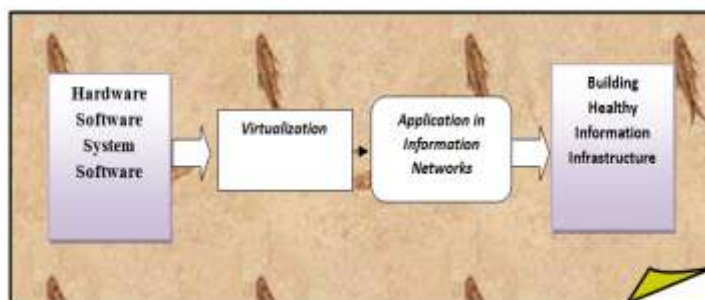 Hardware
Software
System
Software
Virtualization
Application in
Information
Networks
Building
Healthy
Information
Infrastructure